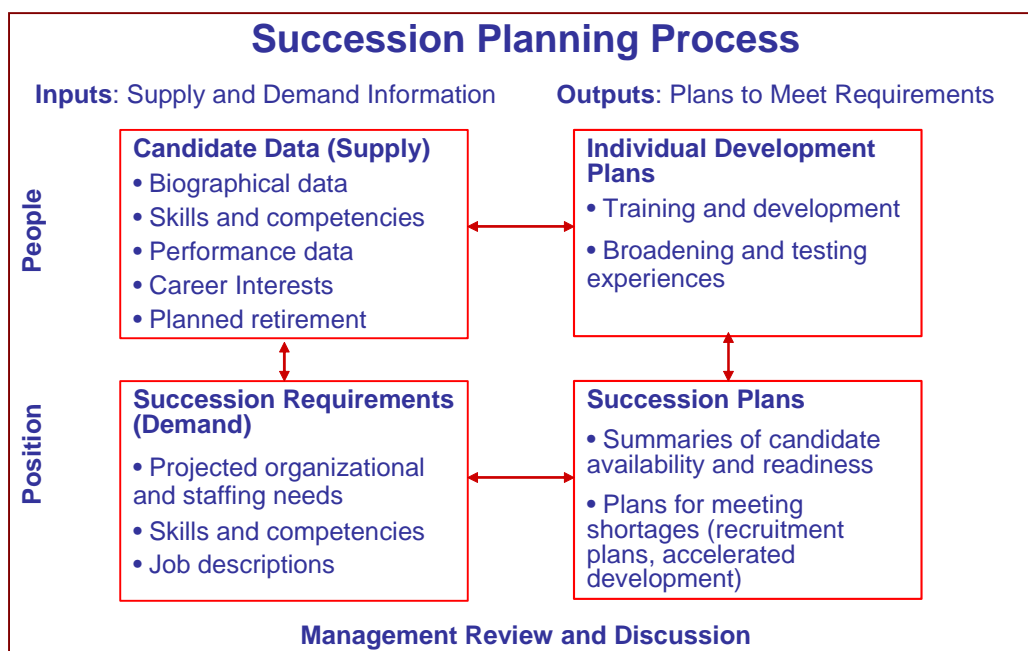 Succession Planning Process
Inputs: Supply and Demand Information
Outputs: Plans to Meet Requirements
People
Candidate Data (Supply)
• Biographical data
• Skills and competencies
• Performance data
• Career Interests
• Planned retirement
Individual Development
Plans
• Training and development
• Broadening and testing
experiences
Position
Succession Requirements
(Demand)
• Projected organizational
and staffing needs
• Skills and competencies
• Job descriptions
Succession Plans
• Summaries of candidate
availability and readiness
• Plans for meeting
shortages (recruitment
plans, accelerated
development)
Management Review and Discussion